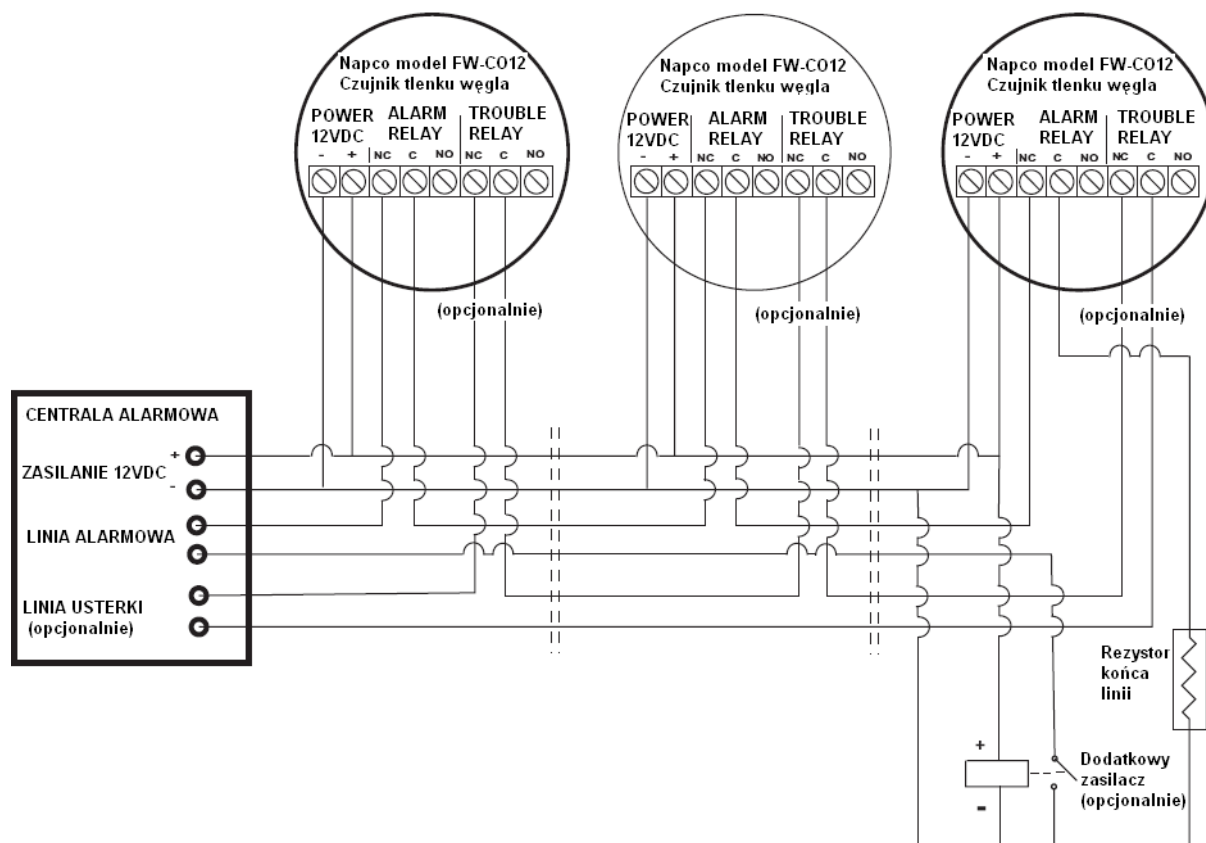 Napco model FW-CO12
Czujnik tlenku węgla
POWER
12VDC
ALARM
RELAY
TROUBLE
RELAY
- + NC C NO NC C NO
(opcjonalnie)
Napco model FW-CO12
Czujnik tlenku węgla
POWER
12VDC
ALARM
RELAY
TROUBLE
RELAY
- + NC C NO NC C NO
(opcjonalnie)
Napco model FW-CO12
Czujnik tlenku węgla
POWER
12VDC
ALARM
RELAY
TROUBLE
RELAY
- + NC C NO NC C NO
(opcjonalnie)
CENTRALA ALARMOWA
+
ZASILANIE 12VDC
-
LINIA ALARMOWA
LINIA USTERKI
(opcjonalnie)
Rezystor
końca
linii
+
-
Dodatkowy
zasilacz
(opcjonalnie)